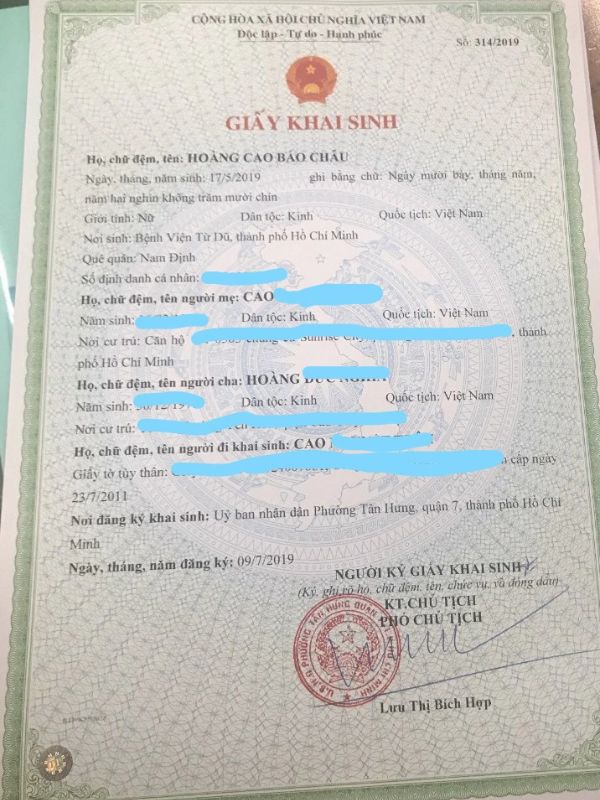 CỘNG HÒA XÃ HỘI CHỦ NGHĨA VIỆT NAM
Độc lập - Tự do - Hạnh phúc
Số: 314/2019
GIẤY KHAI SINH
Họ, chữ đệm, tên: HOÀNG CAO BẢO CHÂU
Ngày, tháng, năm sinh: 17/5/2019 ghi bằng chữ: Ngày mười bảy, tháng năm,
năm hai nghìn không trăm mười chín
Giới tính: Nữ Dân tộc: Kinh Quốc tịch: Việt Nam
Nơi sinh: Bệnh Viện Từ Dũ, thành phố Hồ Chí Minh
Quê quán: Nam Định
Số định danh cá nhân:
Họ, chữ đệm, tên người mẹ: CAO
Năm sinh: Dân tộc: Kinh Quốc tịch: Việt Nam
Nơi cư trú: Căn hộ , thành
phố Hồ Chí Minh
Họ, chữ đệm, tên người cha: HOÀNG
Năm sinh: Dân tộc: Kinh Quốc tịch: Việt Nam
Nơi cư trú:
Họ, chữ đệm, tên người đi khai sinh: CAO
Giấy tờ tùy thân: cấp ngày
23/7/2011
Nơi đăng ký khai sinh: Uỷ ban nhân dân Phường Tân Hưng, quận 7, thành phố Hồ Chí
Minh
Ngày, tháng, năm đăng ký: 09/7/2019
NGƯỜI KÝ GIẤY KHAI SINH
(Ký, ghi rõ họ, chữ đệm, tên, chức vụ và đóng dấu)
KT.CHỦ TỊCH
PHÓ CHỦ TỊCH
U.B.N.D PHƯỜNG TÂN HƯNG QUẬN HỒ CHÍ MINH
Lưu Thị Bích Hợp